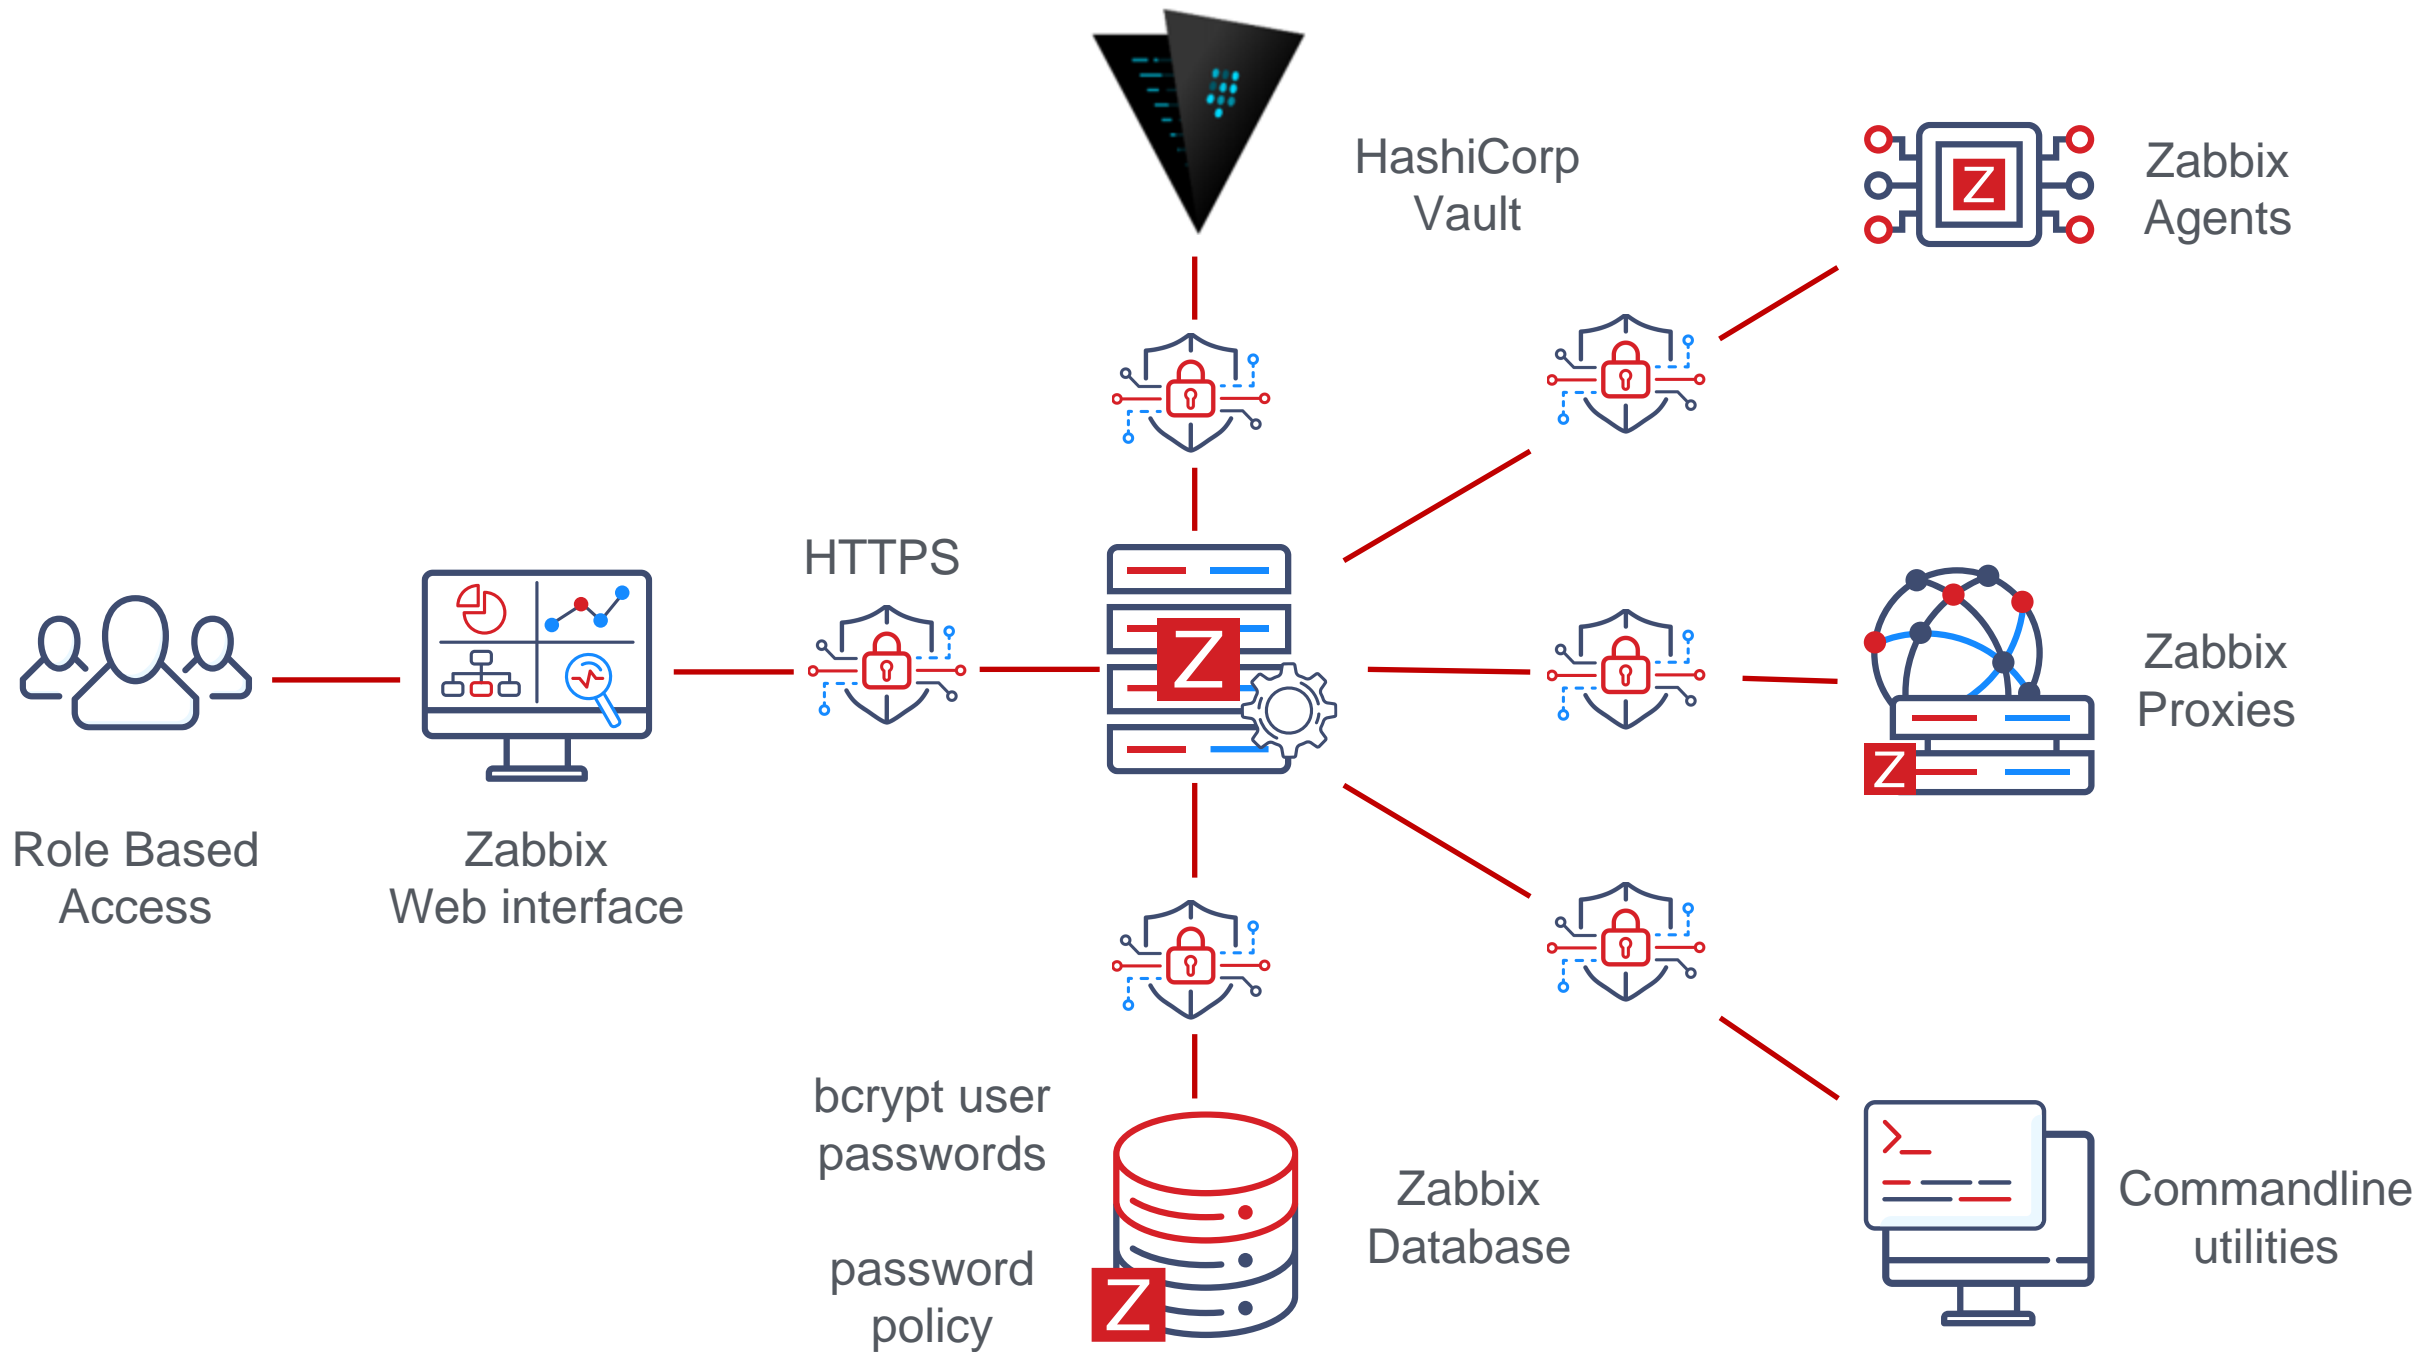 HashiCorp
Vault
Z
Zabbix
Agents
HTTPS
Z
Zabbix
Proxies
Z
Role Based
Access
Zabbix
Web interface
bcrypt user
passwords
password
policy
Z
Zabbix
Database
>_
Commandline
utilities